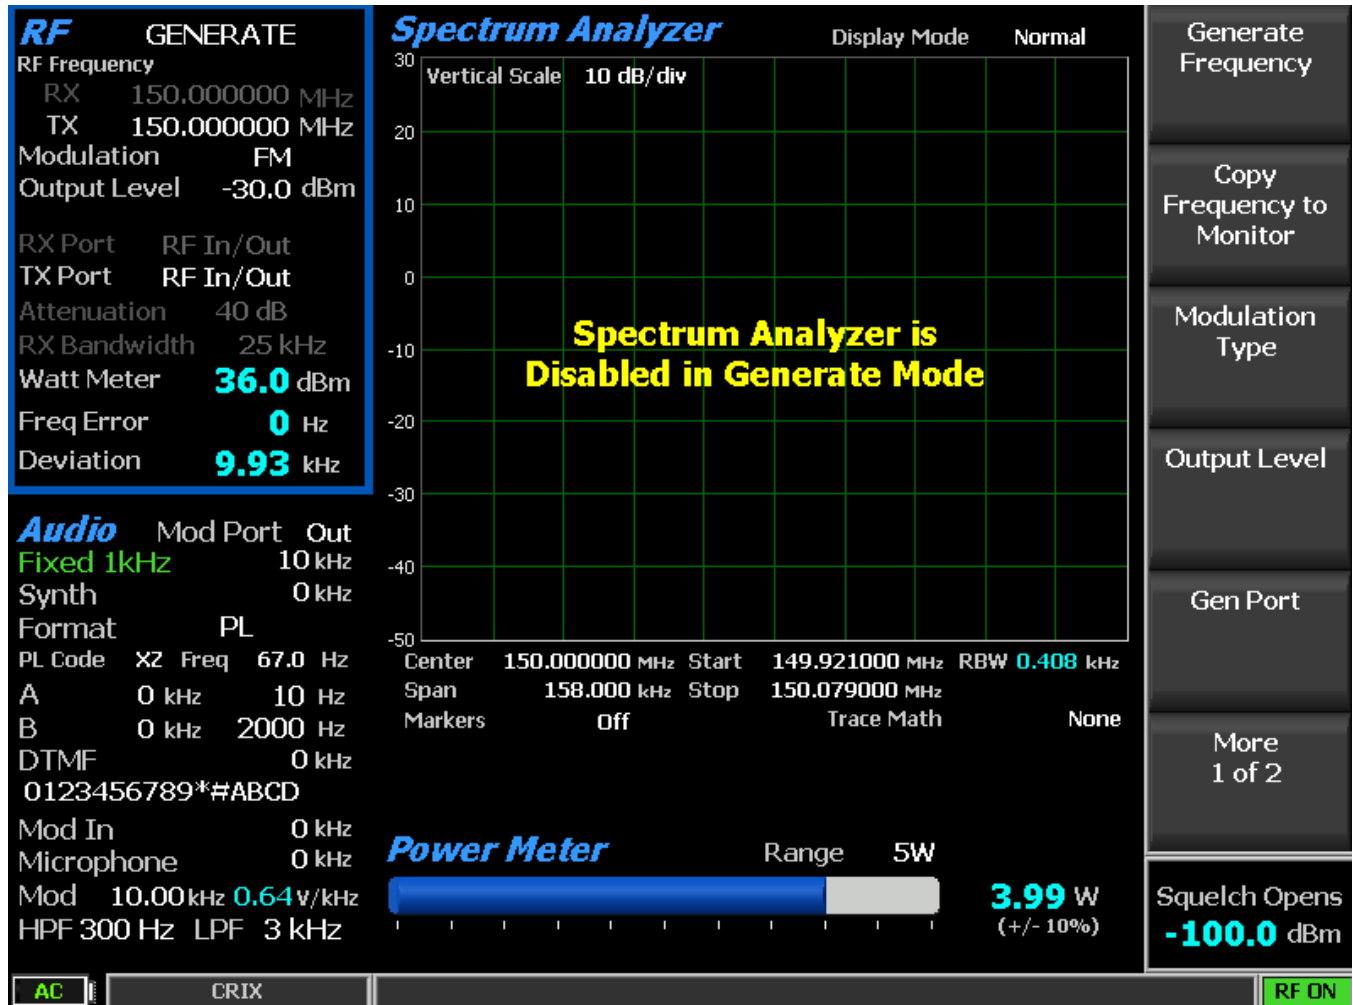 RF GENERATE
RF Frequency
RX 150.000000 MHz
TX 150.000000 MHz
Modulation FM
Output Level -30.0 dBm
RX Port RF In/Out
TX Port RF In/Out
Attenuation 40 dB
RX Bandwidth 25 kHz
Watt Meter 36.0 dBm
Freq Error 0 Hz
Deviation 9.93 kHz
Audio Mod Port Out
Fixed 1kHz 10 kHz
Synth 0 kHz
Format PL
PL Code XZ Freq 67.0 Hz
A 0 kHz 10 Hz
B 0 kHz 2000 Hz
DTMF 0 kHz
0123456789*#ABCD
Mod In 0 kHz
Microphone 0 kHz
Mod 10.00 kHz 0.64 V/kHz
HPF 300 Hz LPF 3 kHz
Spectrum Analyzer Display Mode Normal
Vertical Scale 10 dB/div
30
20
10
0
-10
-20
-30
-40
-50
Spectrum Analyzer is
Disabled in Generate Mode
Center 150.000000 MHz Start 149.921000 MHz RBW 0.408 kHz
Span 158.000 kHz Stop 150.079000 MHz
Markers Off Trace Math None
Power Meter Range 5W
3.99 W
(+/- 10%)
Generate
Frequency
Copy
Frequency to
Monitor
Modulation
Type
Output Level
Gen Port
More
1 of 2
Squelch Opens
-100.0 dBm
AC CRIX RF ON